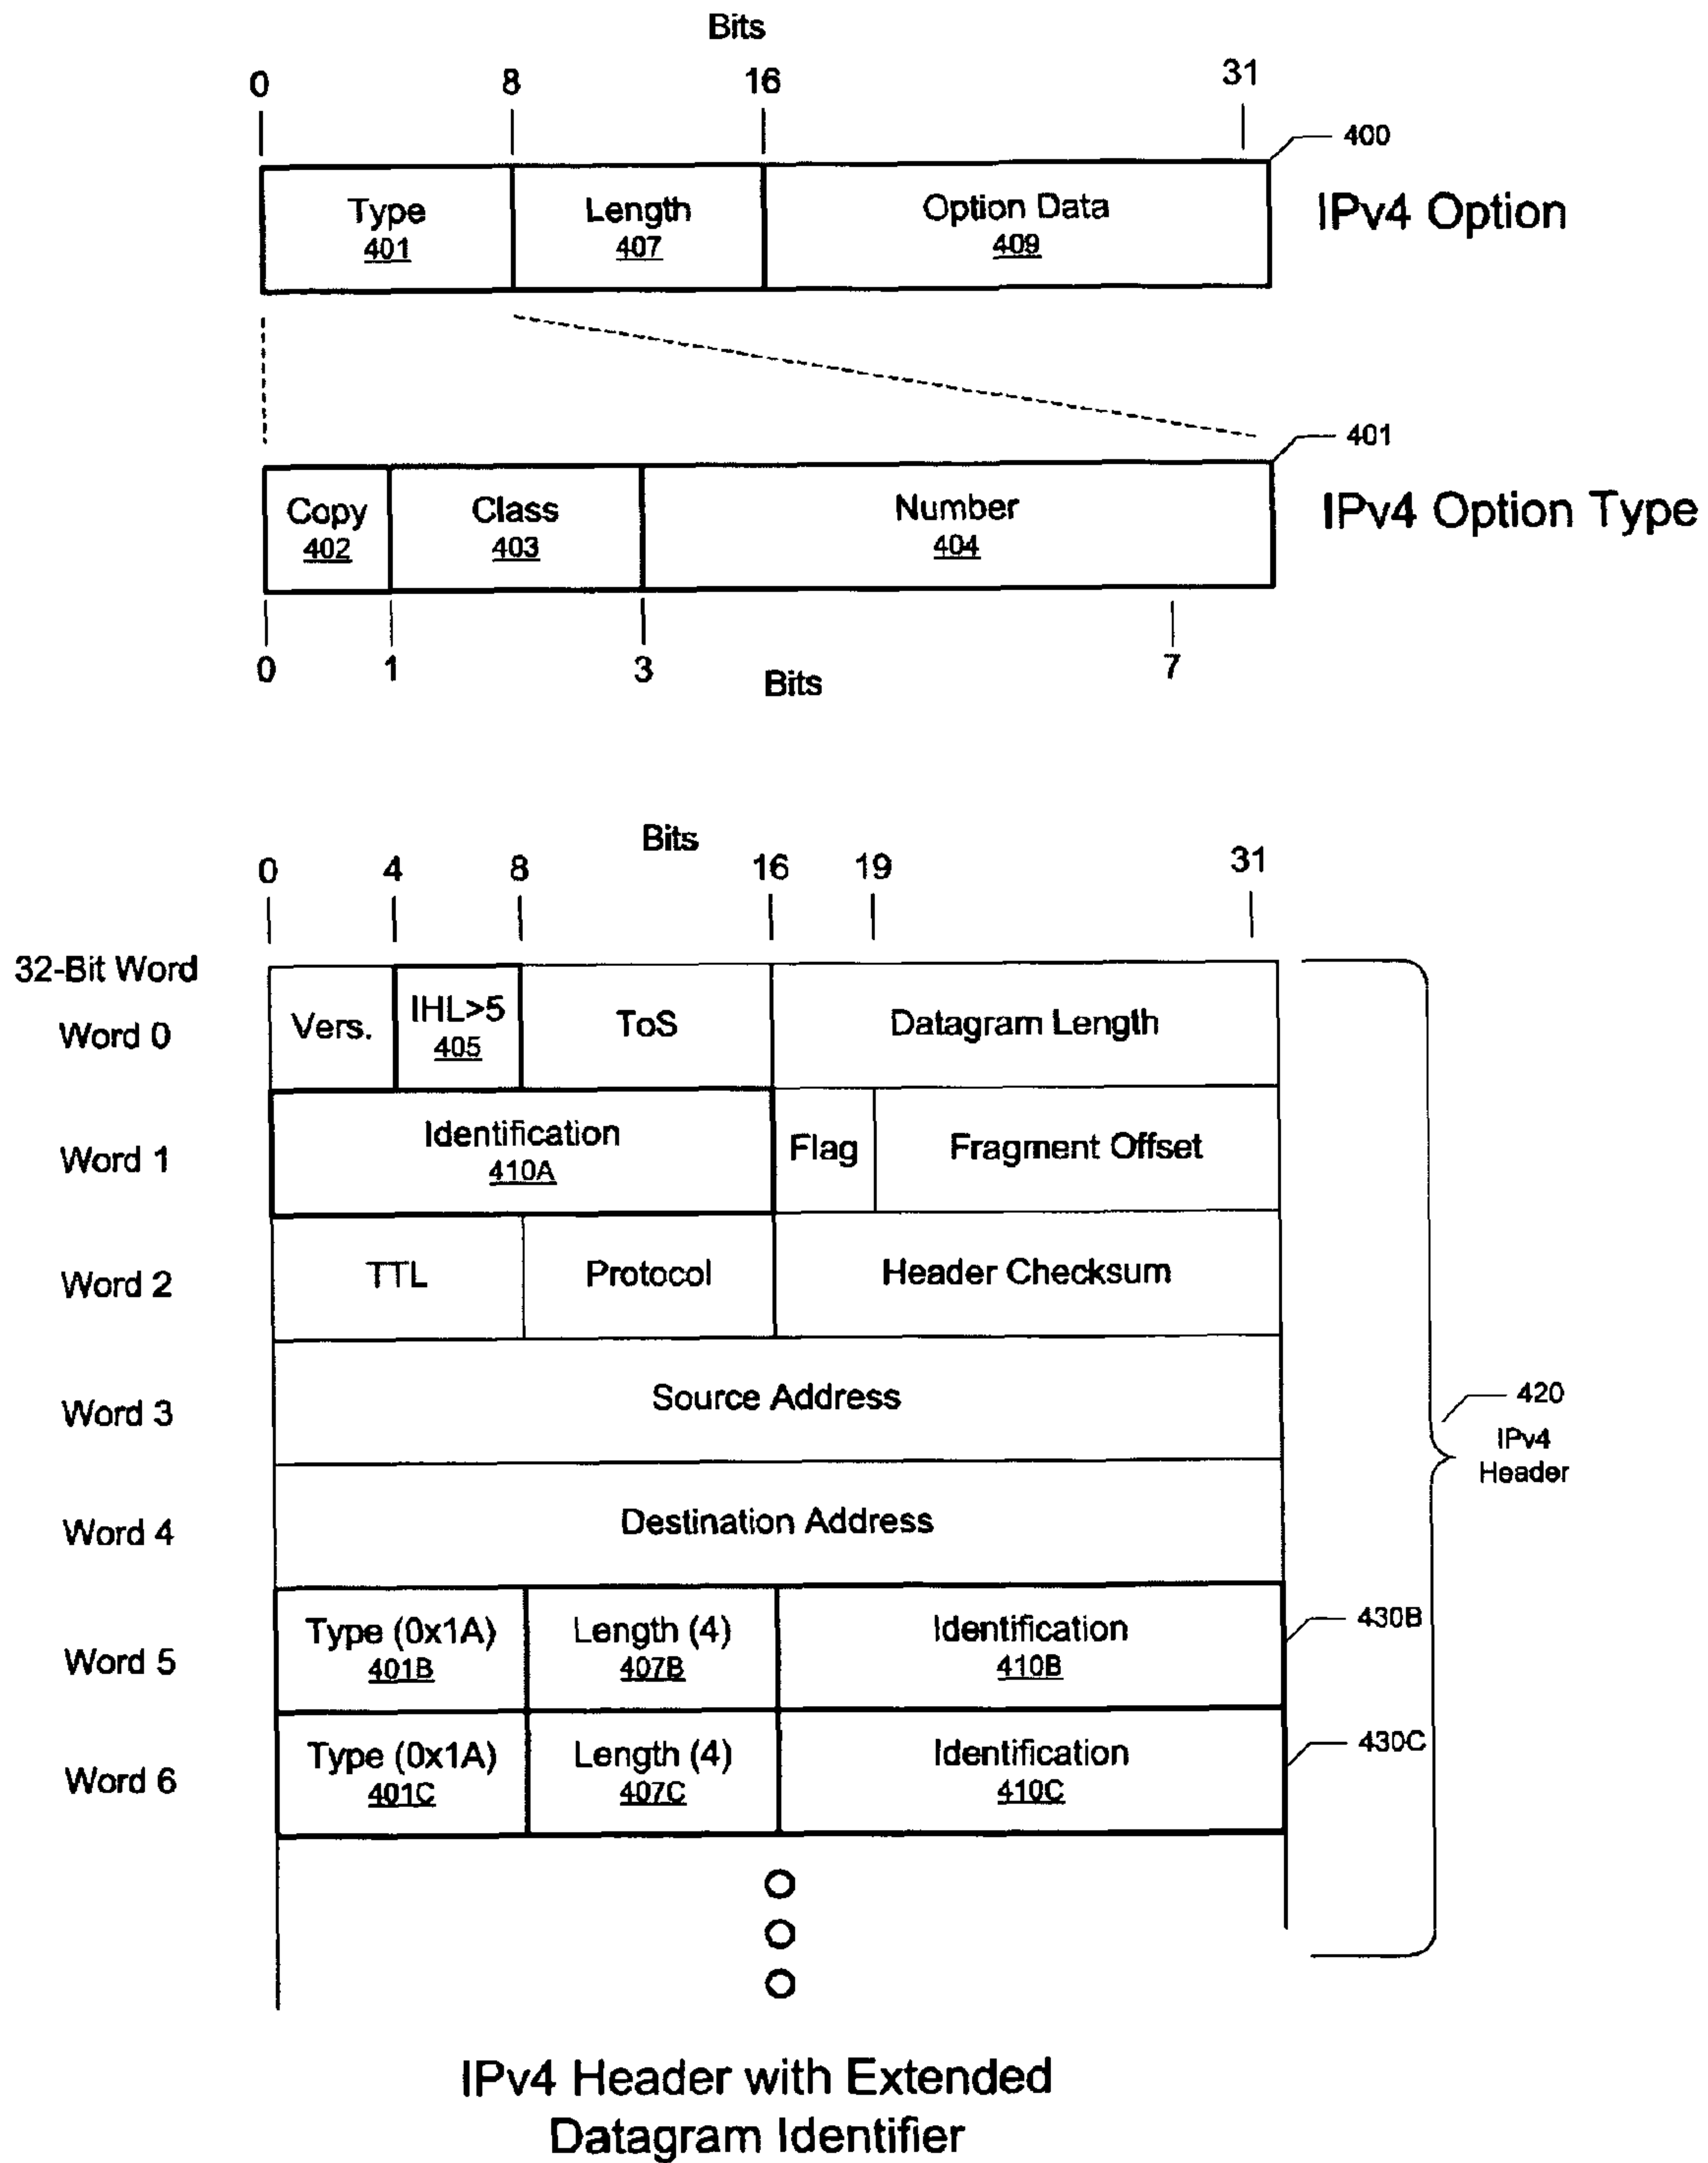 Bits
0 8 16 31
400
Type Length Option Data IPv4 Option
401 407 409
401
Copy Class Number IPv4 Option Type
402 403 404
0 1 3 7
Bits
Bits
0 4 8 16 19 31
32-Bit Word
Word 0 Vers. IHL>5 ToS Datagram Length
405
Word 1 Identification Flag Fragment Offset
410A
Word 2 TTL Protocol Header Checksum
Word 3 Source Address
420
IPv4
Header
Word 4 Destination Address
Word 5 Type (0x1A) Length (4) Identification 430B
401B 407B 410B
Word 6 Type (0x1A) Length (4) Identification 430C
401C 407C 410C
IPv4 Header with Extended
Datagram Identifier